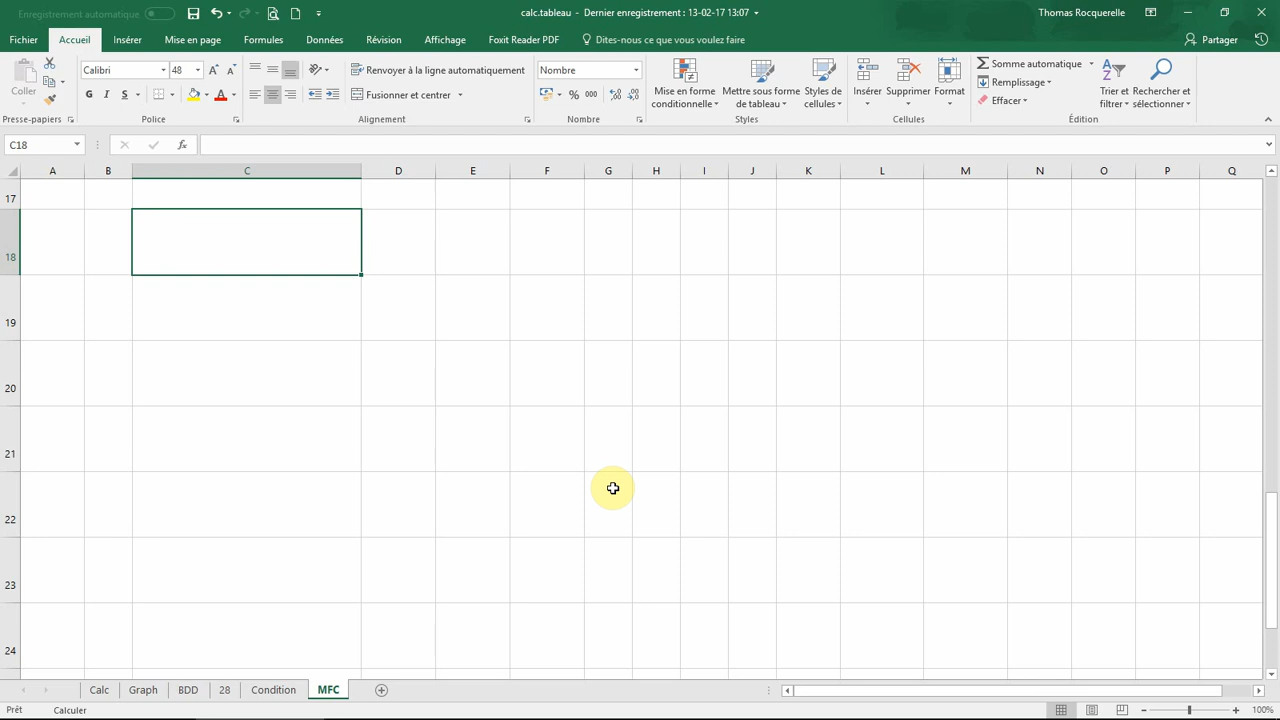 Enregistrement automatique
calc.tableau - Dernier enregistrement : 13-02-17 13:07
Thomas Rocquerelle
Fichier Accueil Insérer Mise en page Formules Données Révision Affichage Foxit Reader PDF Dites-nous ce que vous voulez faire Partager
Coller
Calibri 48
G I S
Renvoyer à la ligne automatiquement
Fusionner et centrer
Nombre
% 000
Mise en forme conditionnelle
Mettre sous forme de tableau
Styles de cellules
Insérer Supprimer Format
Somme automatique
Remplissage
Effacer
Trier et filtrer
Rechercher et sélectionner
Presse-papiers Police Alignement Nombre Styles Cellules Édition
C18 fx
A B C D E F G H I J K L M N O P Q
17
18
19
20
21
22
23
24
Calc Graph BDD 28 Condition MFC
Prêt Calculer 100%